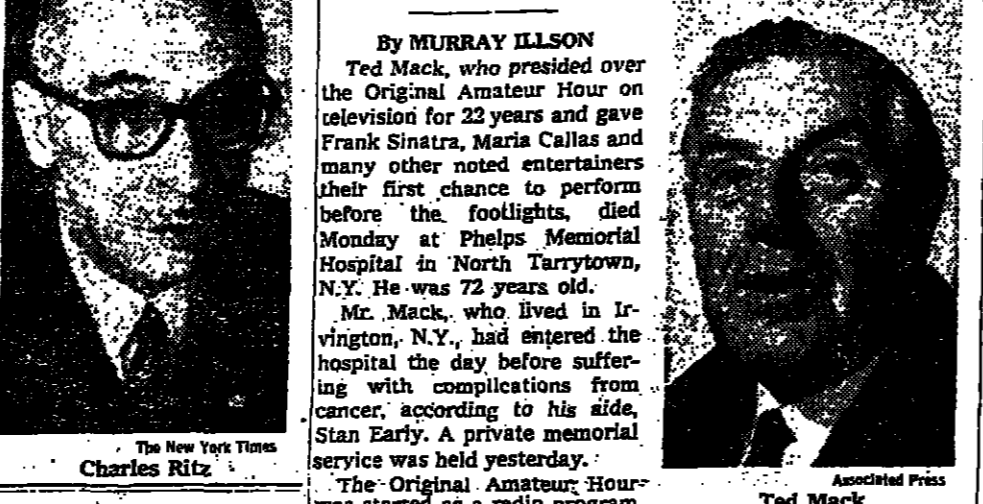 The New York Times
Charles Ritz
By MURRAY ILLSON
Ted Mack, who presided over
the Original Amateur Hour on
television for 22 years and gave
Frank Sinatra, Maria Callas and
many other noted entertainers
their first chance to perform
before the footlights, died
Monday at Phelps Memorial
Hospital in North Tarrytown,
N.Y. He was 72 years old.
Mr. Mack, who lived in Ir-
vington, N.Y., had entered the
hospital the day before suffer-
ing with complications from
cancer, according to his aide,
Stan Early. A private memorial
service was held yesterday.
The Original Amateur Hour
was started as a radio program
Associated Press
Ted Mack